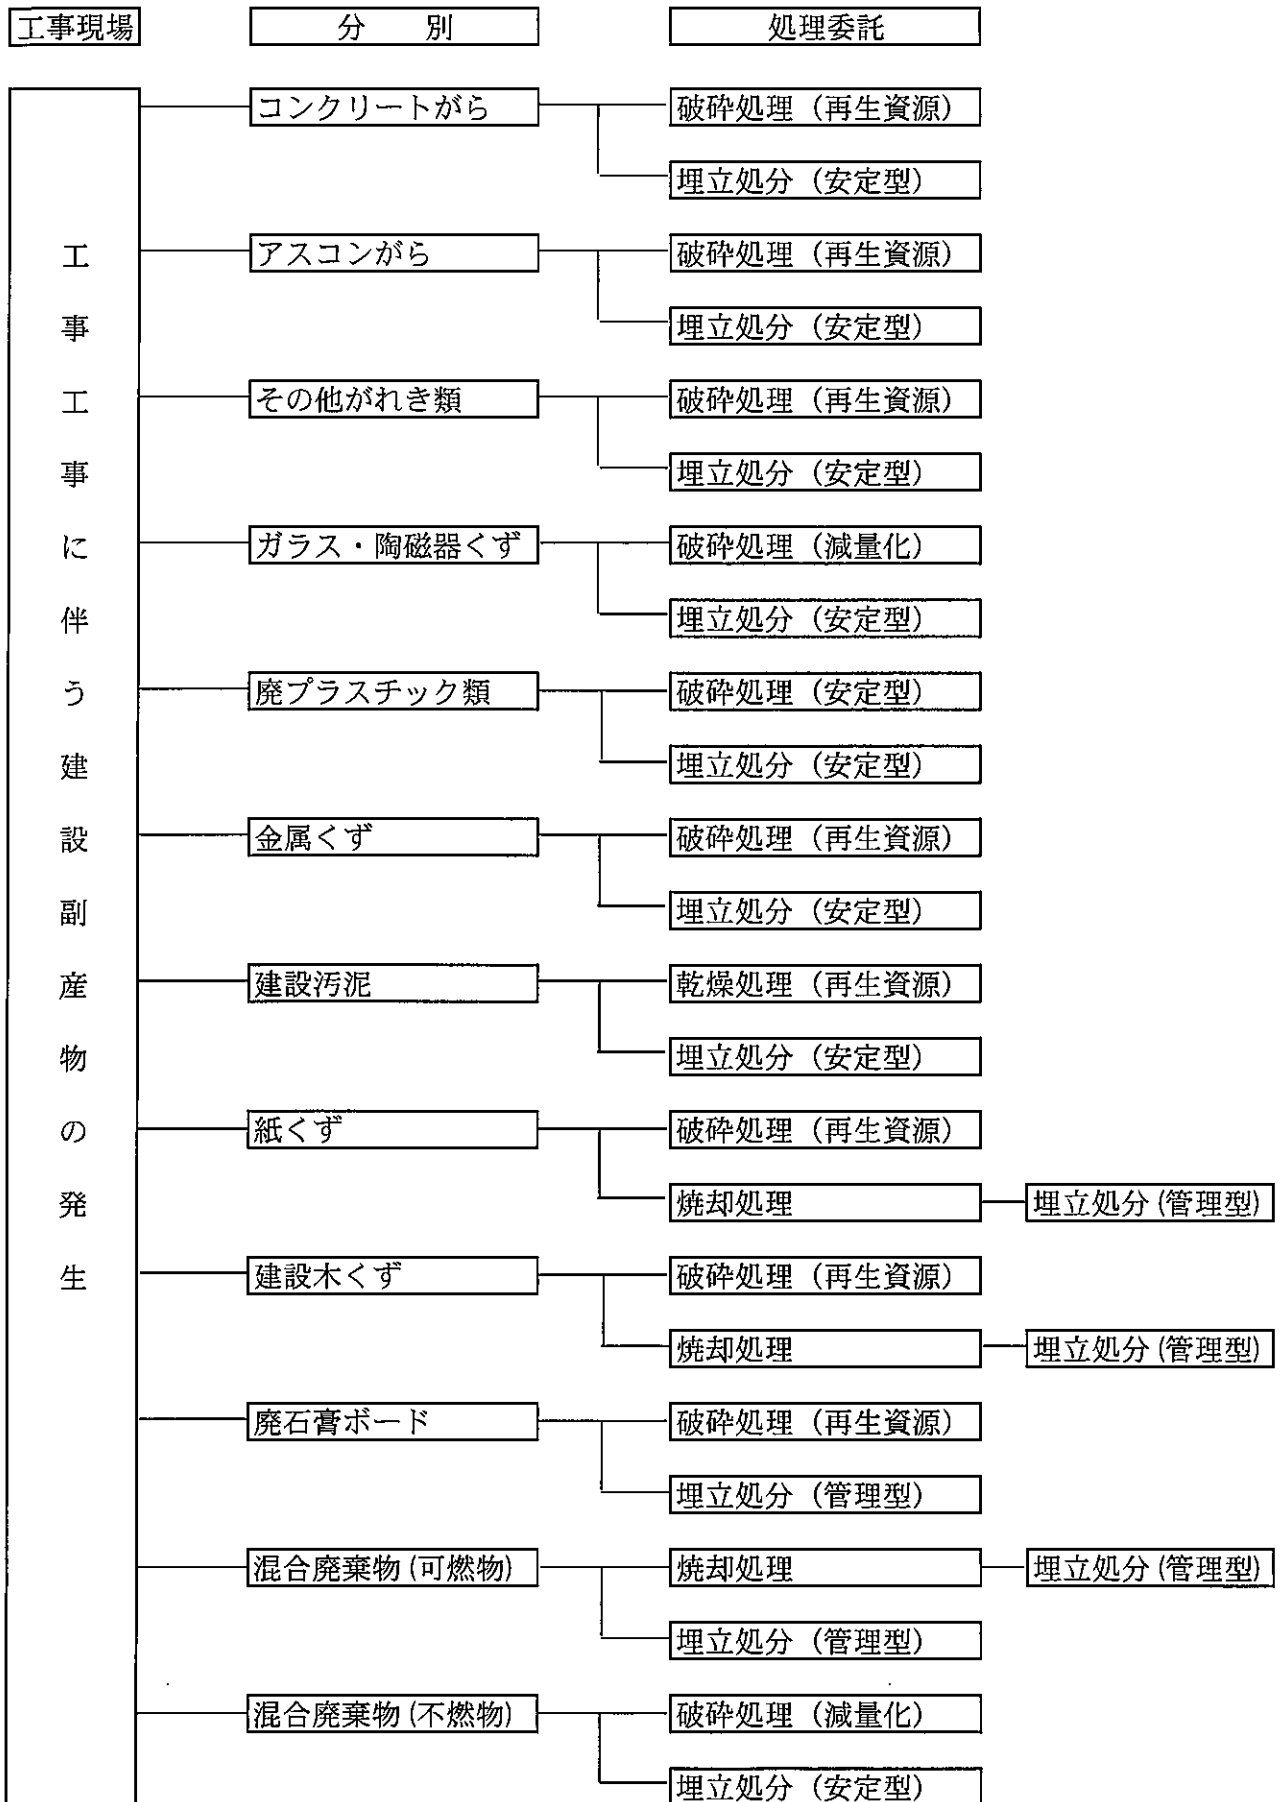 工事現場 分別 処理委託
工事工事に伴う建設副産物の発生
コンクリートがら 破砕処理（再生資源）
埋立処分（安定型）
アスコンがら 破砕処理（再生資源）
埋立処分（安定型）
その他がれき類 破砕処理（再生資源）
埋立処分（安定型）
ガラス・陶磁器くず 破砕処理（減量化）
埋立処分（安定型）
廃プラスチック類 破砕処理（安定型）
埋立処分（安定型）
金属くず 破砕処理（再生資源）
埋立処分（安定型）
建設汚泥 乾燥処理（再生資源）
埋立処分（安定型）
紙くず 破砕処理（再生資源）
焼却処理 埋立処分(管理型)
建設木くず 破砕処理（再生資源）
焼却処理 埋立処分(管理型)
廃石膏ボード 破砕処理（再生資源）
埋立処分（管理型）
混合廃棄物(可燃物) 焼却処理 埋立処分(管理型)
埋立処分（管理型）
混合廃棄物(不燃物) 破砕処理（減量化）
埋立処分（安定型）